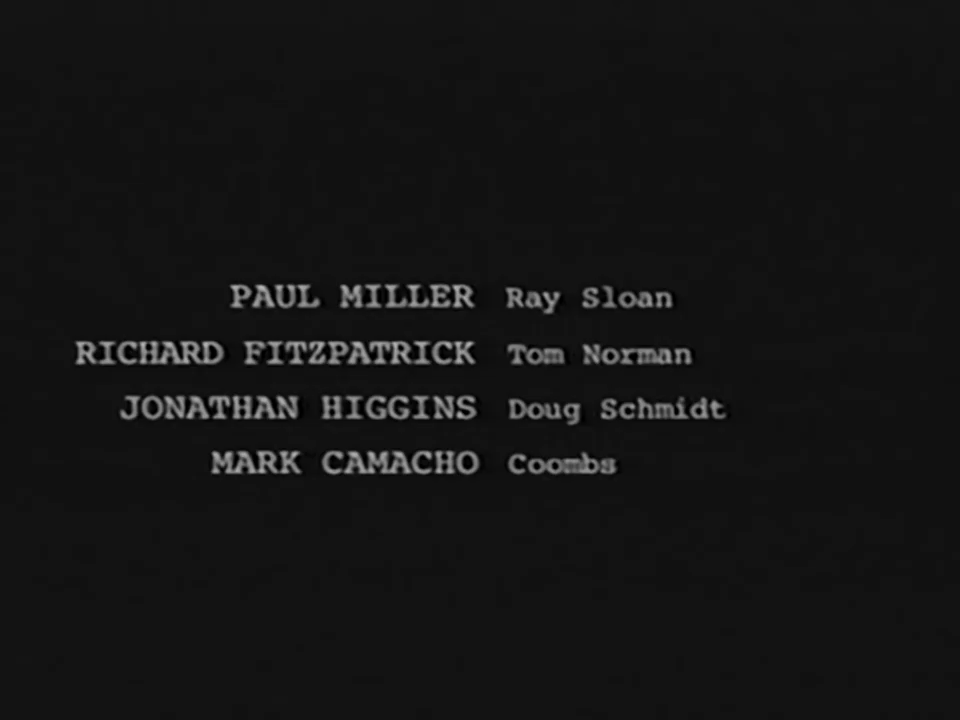 PAUL MILLER Ray Sloan
RICHARD FITZPATRICK Tom Norman
JONATHAN HIGGINS Doug Schmidt
MARK CAMACHO Coombs